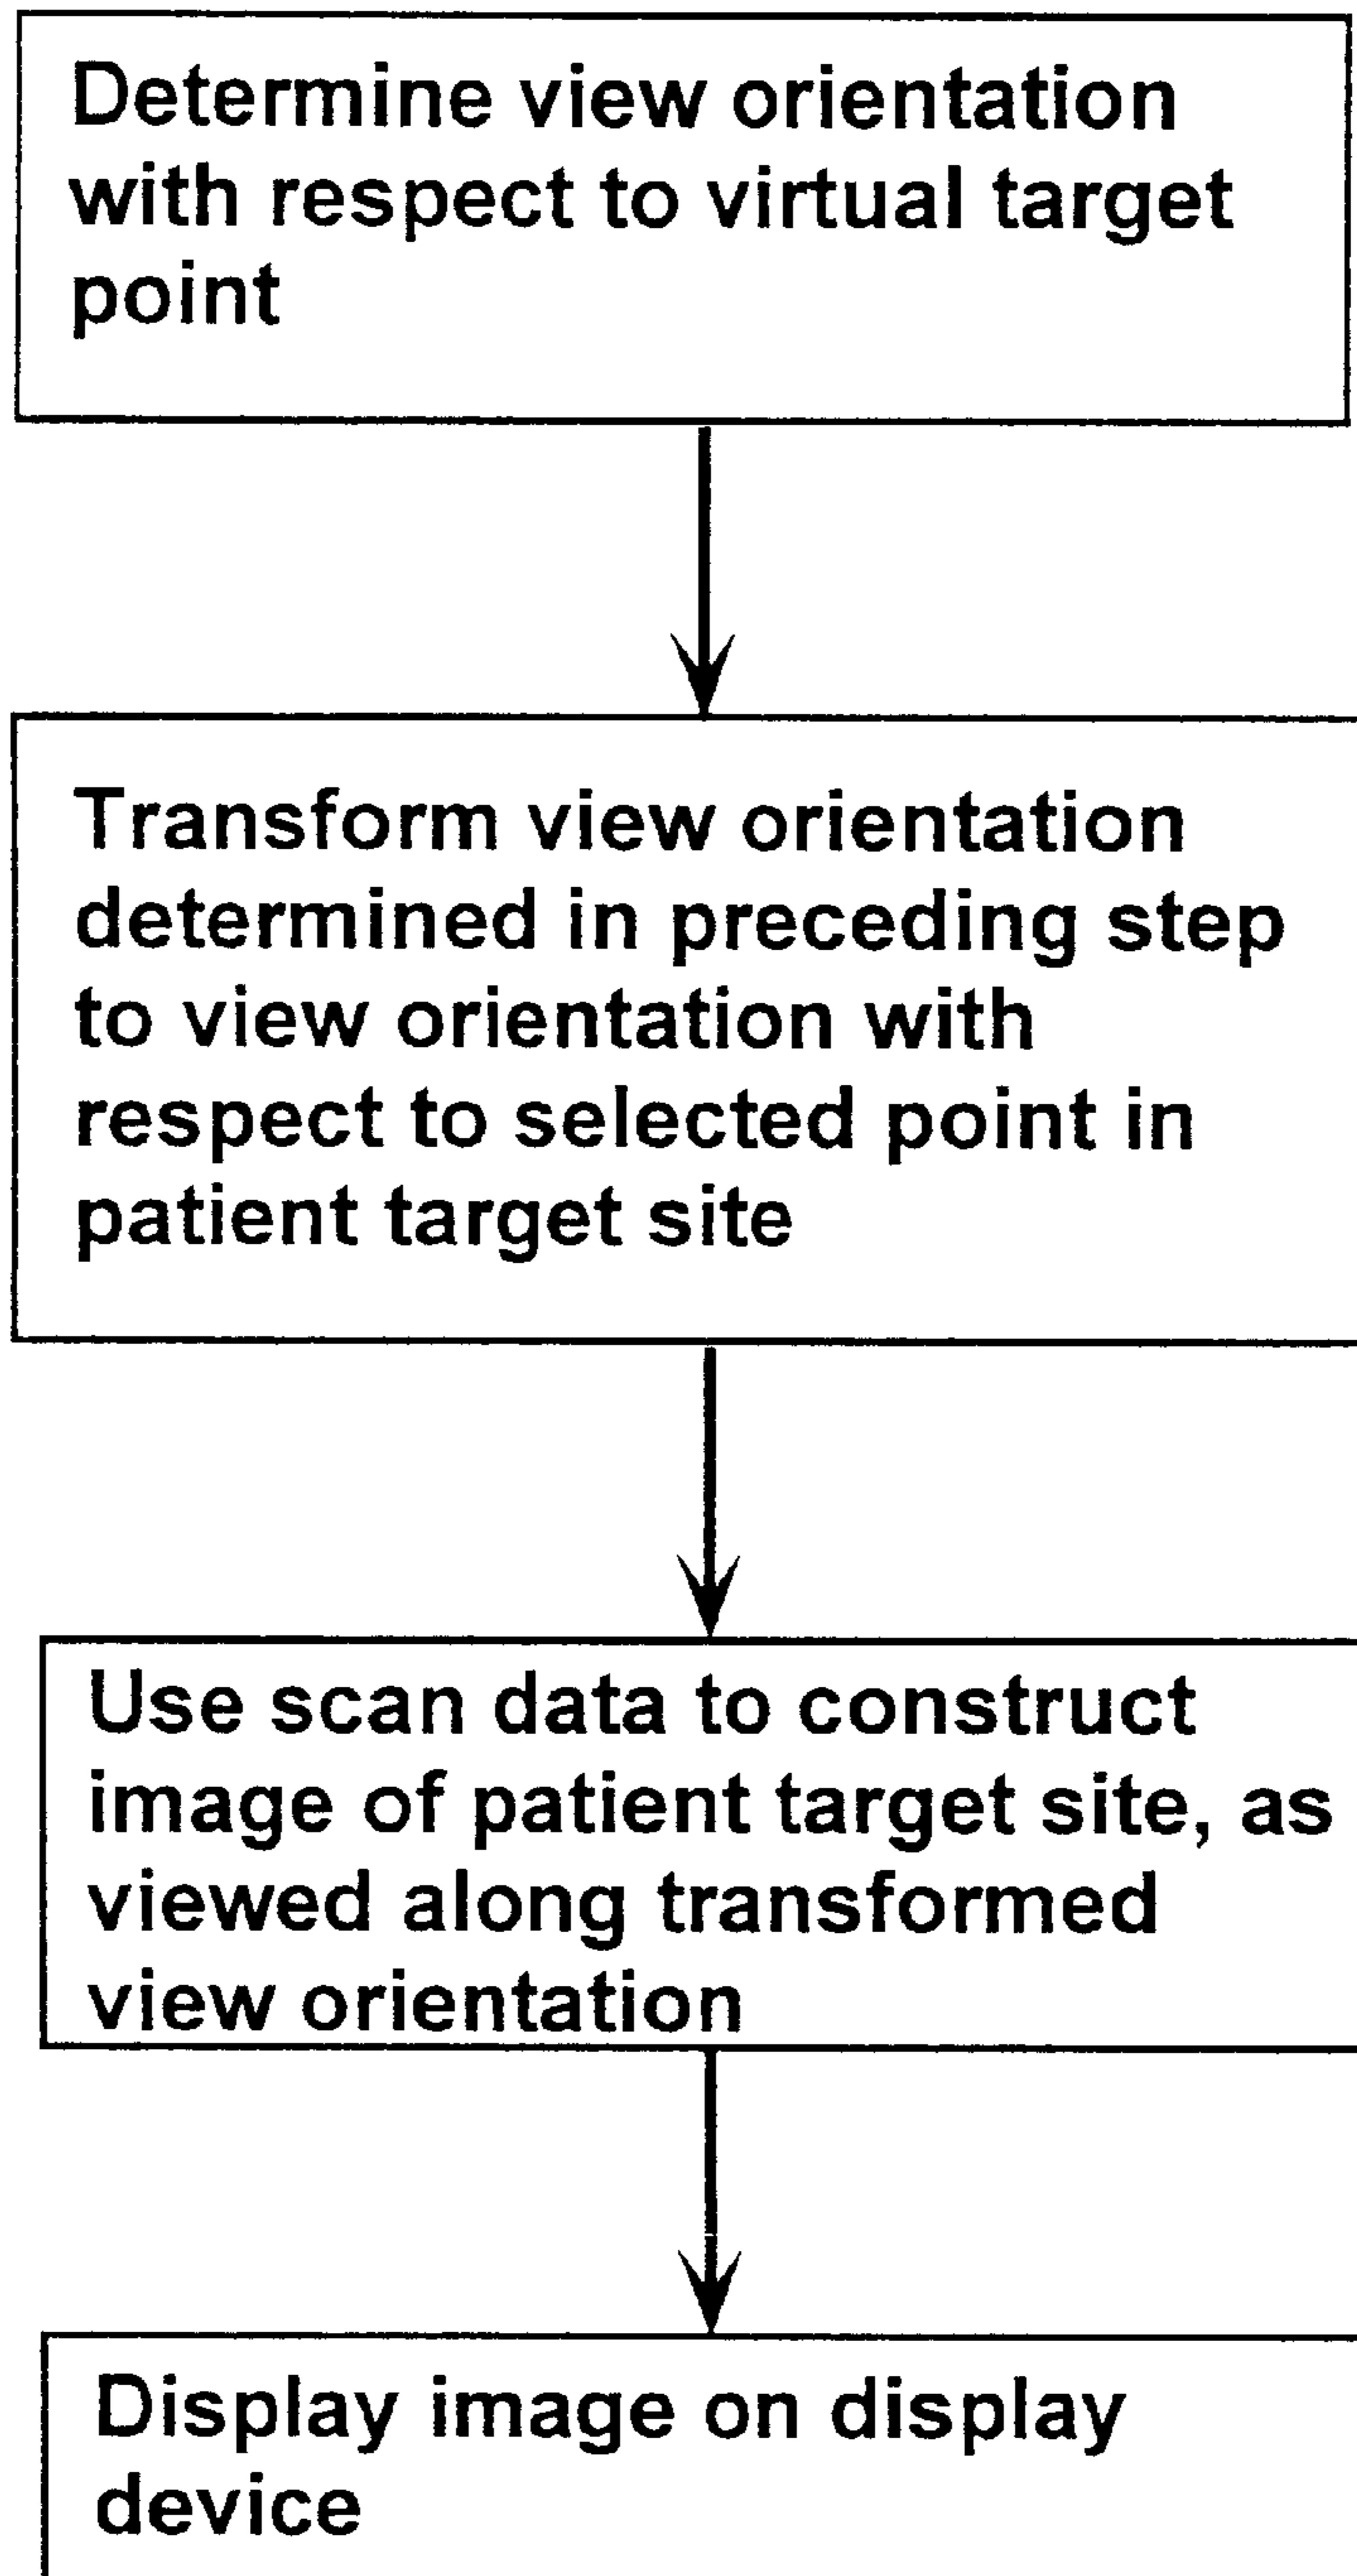 Determine view orientation
with respect to virtual target
point
Transform view orientation
determined in preceding step
to view orientation with
respect to selected point in
patient target site
Use scan data to construct
image of patient target site, as
viewed along transformed
view orientation
Display image on display
device